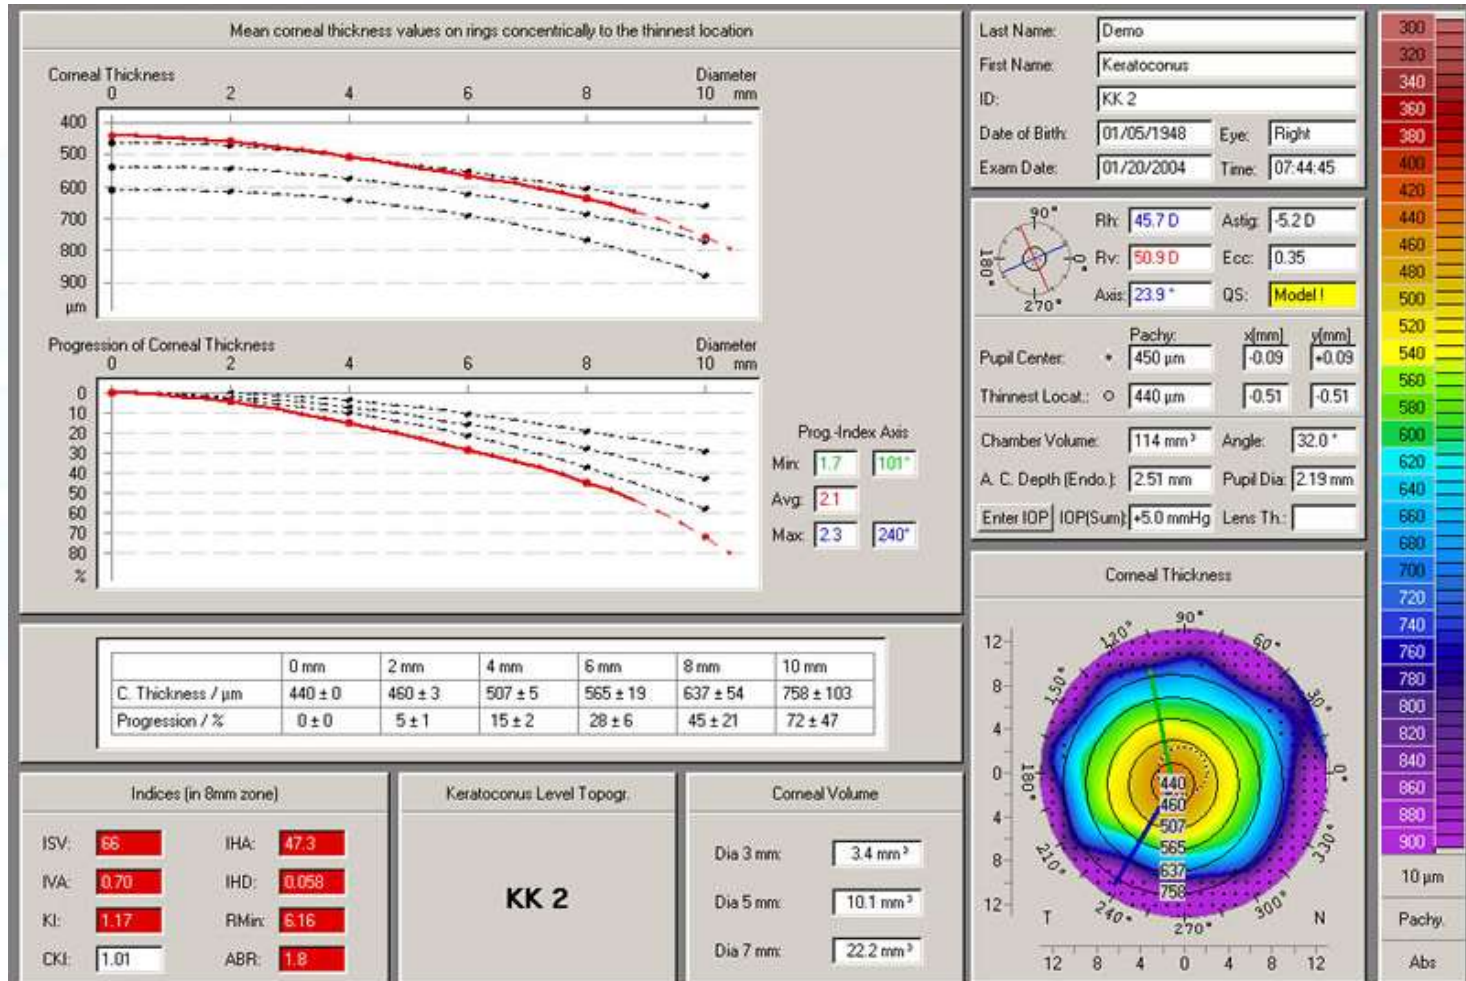 Mean corneal thickness values on rings concentrically to the thinnest location
Corneal Thickness
Diameter
0 2 4 6 8 10 mm
400
500
600
700
800
900
µm
Progression of Corneal Thickness
Diameter
0 2 4 6 8 10 mm
0
10
20
30
40
50
60
70
80
%
Prog.-Index Axis
Min: 1.7 101°
Avg: 2.1
Max: 2.3 240°
0 mm 2 mm 4 mm 6 mm 8 mm 10 mm
C. Thickness / µm 440 ± 0 460 ± 3 507 ± 5 565 ± 19 637 ± 54 758 ± 103
Progression / % 0 ± 0 5 ± 1 15 ± 2 28 ± 6 45 ± 21 72 ± 47
Indices (in 8mm zone)
ISV: 66 IHA: 47.3
IVA: 0.70 IHD: 0.058
KI: 1.17 RMin: 6.16
CKI: 1.01 ABR: 1.8
Keratoconus Level Topogr.
KK 2
Corneal Volume
Dia 3 mm: 3.4 mm³
Dia 5 mm: 10.1 mm³
Dia 7 mm: 22.2 mm³
Last Name: Demo
First Name: Keratoconus
ID: KK 2
Date of Birth: 01/05/1948 Eye: Right
Exam Date: 01/20/2004 Time: 07:44:45
90°
180° 0°
270°
Rh: 45.7 D Astig: -5.2 D
Rv: 50.9 D Ecc: 0.35
Axis: 23.9 ° QS: Model !
Pachy: x[mm] y[mm]
Pupil Center: 450 µm -0.09 +0.09
Thinnest Locat.: 440 µm -0.51 -0.51
Chamber Volume: 114 mm³ Angle: 32.0 °
A. C. Depth (Endo.): 2.51 mm Pupil Dia: 2.19 mm
Enter IOP IOP(Sum): +5.0 mmHg Lens Th.:
Corneal Thickness
90°
120° 60°
150° 30°
180° 0°
210° 330°
240° 300°
270°
12
8
4
0
4
8
12
440
460
507
565
637
758
T N
12 8 4 0 4 8 12
300
320
340
360
380
400
420
440
460
480
500
520
540
560
580
600
620
640
660
680
700
720
740
760
780
800
820
840
860
880
900
10 µm
Pachy.
Abs